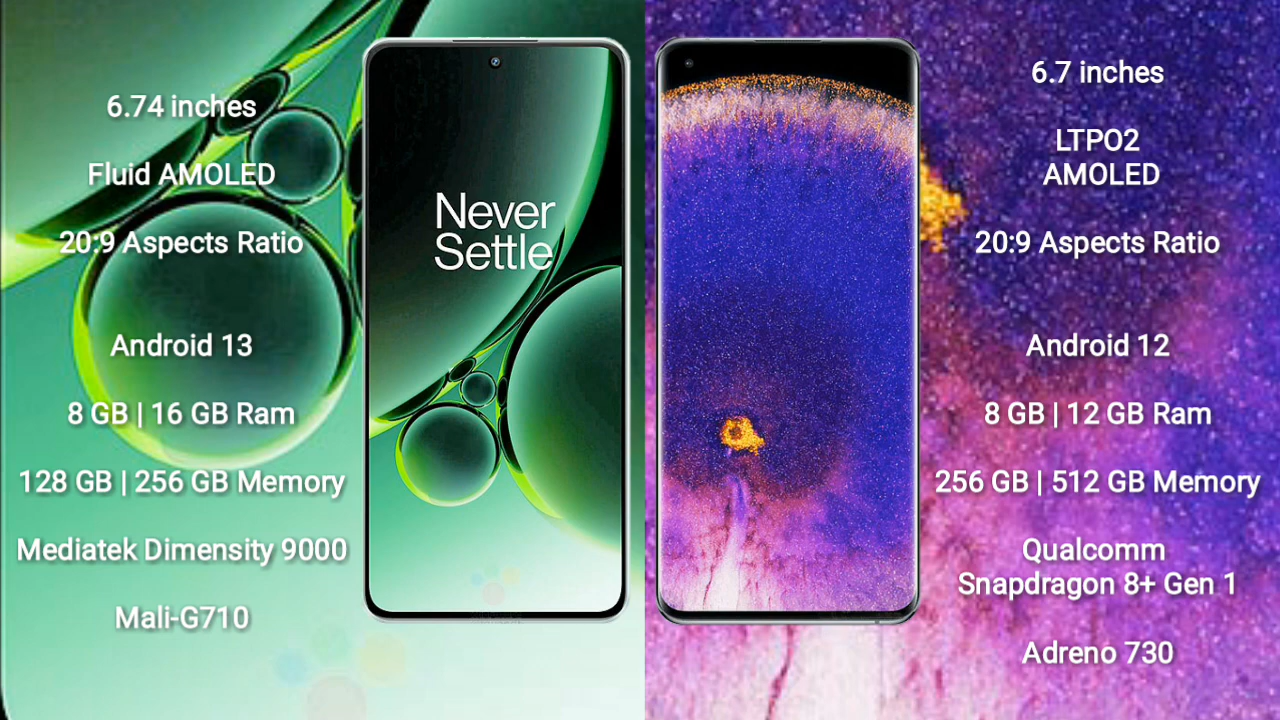 6.74 inches
Fluid AMOLED
20:9 Aspects Ratio
Android 13
8 GB | 16 GB Ram
128 GB | 256 GB Memory
Mediatek Dimensity 9000
Mali-G710
Never
Settle
6.7 inches
LTPO2
AMOLED
20:9 Aspects Ratio
Android 12
8 GB | 12 GB Ram
256 GB | 512 GB Memory
Qualcomm
Snapdragon 8+ Gen 1
Adreno 730